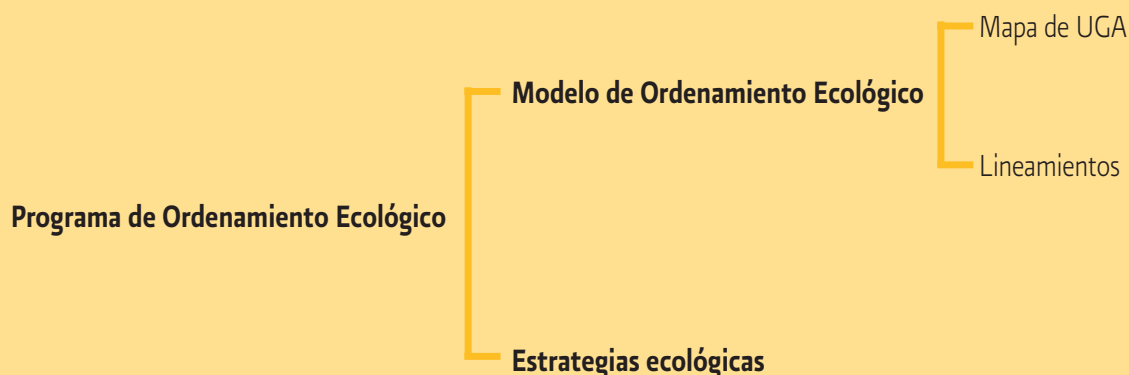 Mapa de UGA
Modelo de Ordenamiento Ecológico
Lineamientos
Programa de Ordenamiento Ecológico
Estrategias ecológicas